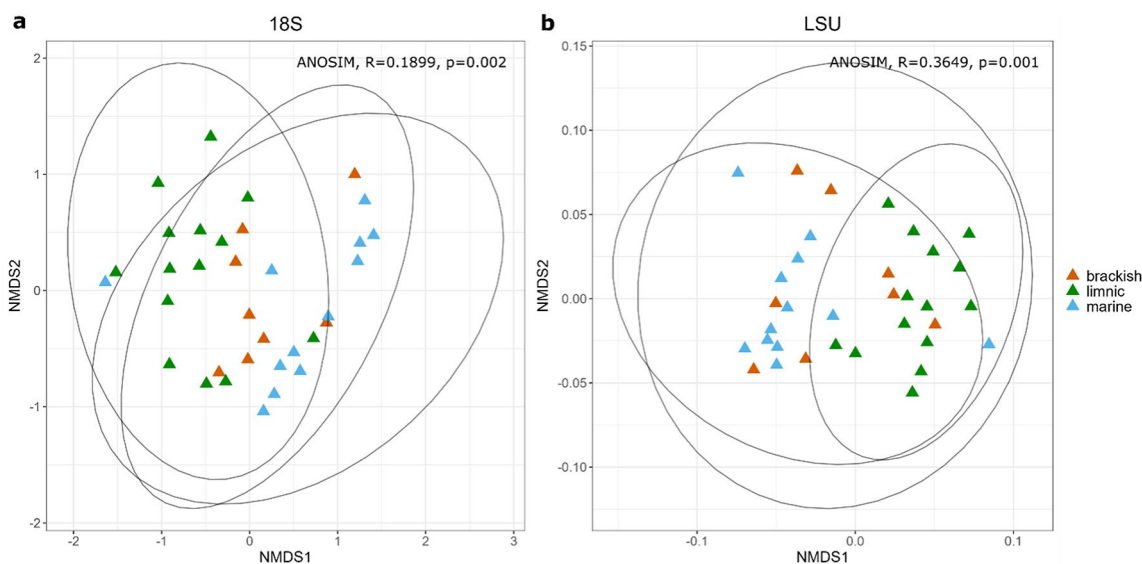 a
18S
ANOSIM, R=0.1899, p=0.002
NMDS2
2
1
0
-1
-2
-2
-1
0
1
2
3
NMDS1
b
LSU
ANOSIM, R=0.3649, p=0.001
NMDS2
0.15
0.10
0.05
0.00
-0.05
-0.10
-0.1
0.0
0.1
NMDS1
brackish
limnic
marine